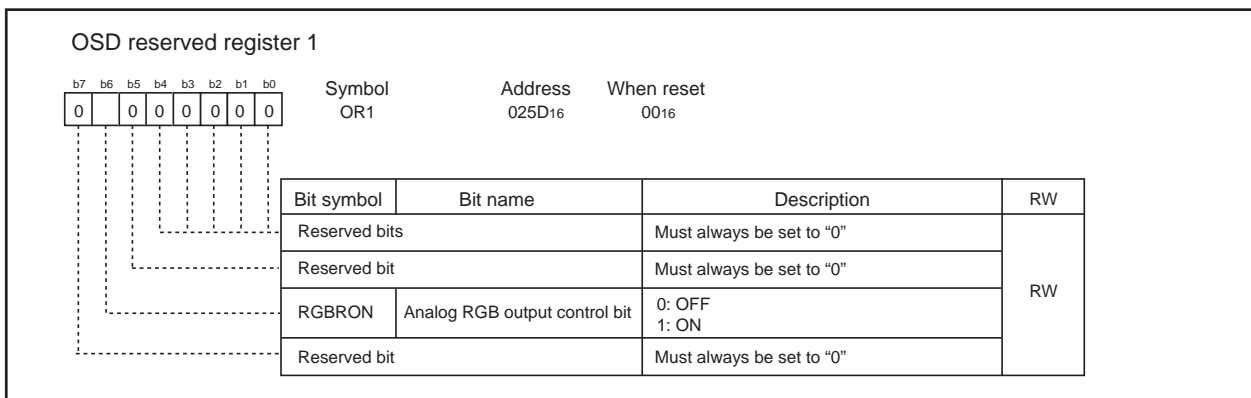 OSD reserved register 1
b7 b6 b5 b4 b3 b2 b1 b0
0 0 0 0 0 0 0
Symbol Address When reset
OR1 025D16 0016
Bit symbol Bit name Description RW
Reserved bits Must always be set to “0”
Reserved bit Must always be set to “0”
RGBRON Analog RGB output control bit 0: OFF
1: ON
RW
Reserved bit Must always be set to “0”